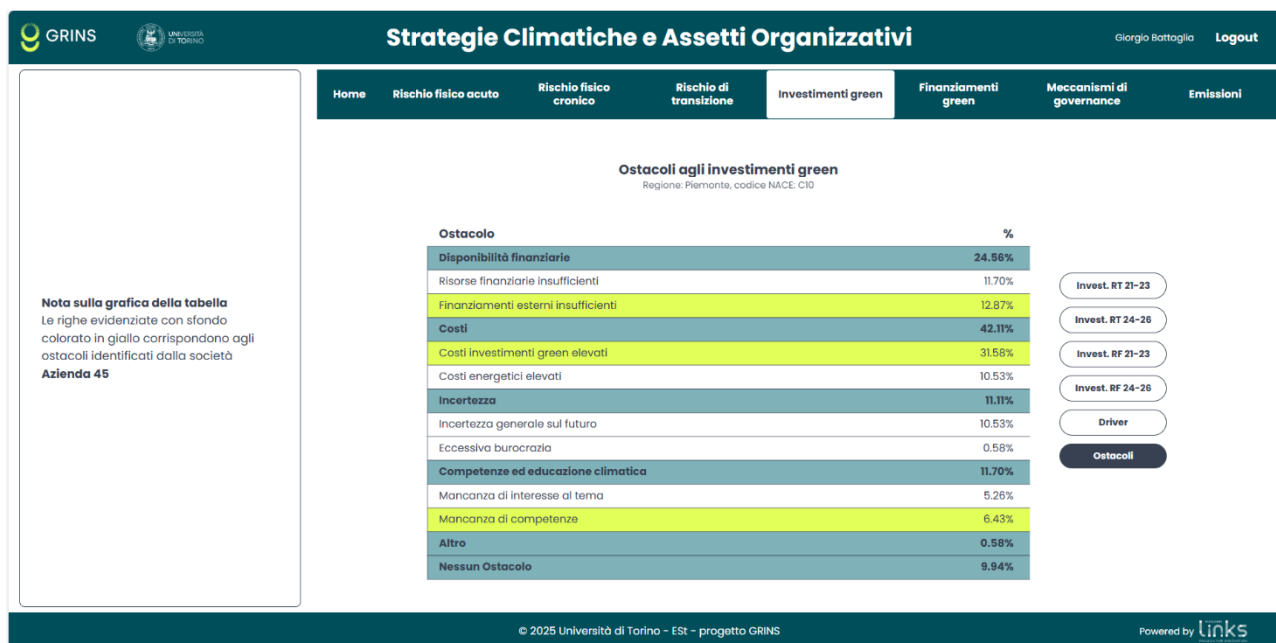 GRINS
UNIVERSITÀ
DI TORINO
Strategie Climatiche e Assetti Organizzativi
Giorgio Battaglia
Logout
Home
Rischio fisico acuto
Rischio fisico
cronico
Rischio di
transizione
Investimenti green
Finanziamenti
green
Meccanismi di
governance
Emissioni
Nota sulla grafica della tabella
Le righe evidenziate con sfondo
colorato in giallo corrispondono agli
ostacoli identificati dalla società
Azienda 45
Ostacoli agli investimenti green
Regione: Piemonte, codice NACE: C10
Ostacolo %
Disponibilità finanziarie 24.56%
Risorse finanziarie insufficienti 11.70%
Finanziamenti esterni insufficienti 12.87%
Costi 42.11%
Costi investimenti green elevati 31.58%
Costi energetici elevati 10.53%
Incertezza 11.11%
Incertezza generale sul futuro 10.53%
Eccessiva burocrazia 0.58%
Competenze ed educazione climatica 11.70%
Mancanza di interesse al tema 5.26%
Mancanza di competenze 6.43%
Altro 0.58%
Nessun Ostacolo 9.94%
Invest. RT 21-23
Invest. RT 24-26
Invest. RF 21-23
Invest. RF 24-26
Driver
Ostacoli
© 2025 Università di Torino - ESt - progetto GRINS
Powered by Links